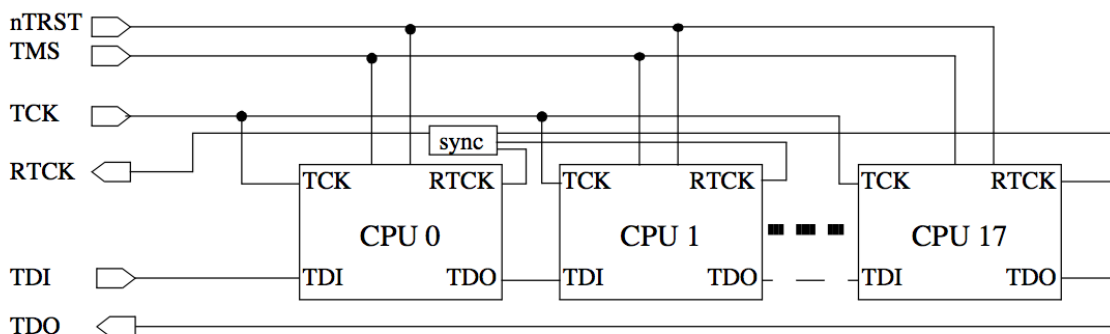 nTRST
TMS
TCK
RTCK
sync
TCK RTCK
CPU 0
TDI TDO
TCK RTCK
CPU 1
TDI TDO
TCK RTCK
CPU 17
TDI TDO
TDI
TDO